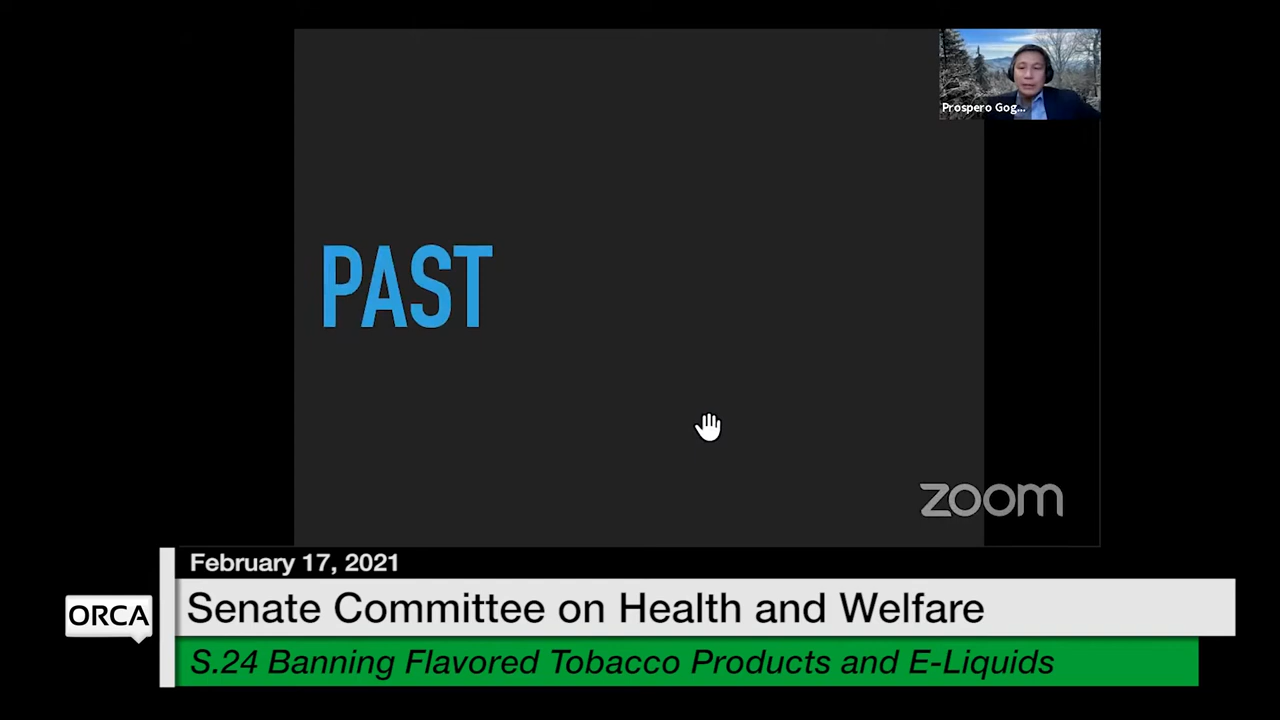 Prospero Gog...
PAST
zoom
February 17, 2021
Senate Committee on Health and Welfare
ORCA
S.24 Banning Flavored Tobacco Products and E-Liquids